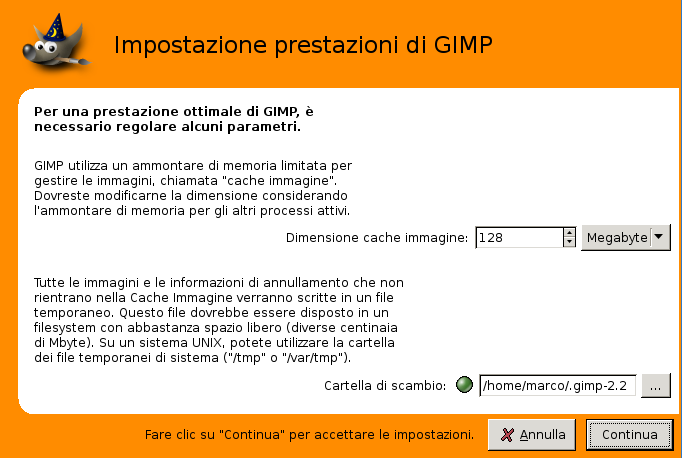 Impostazione prestazioni di GIMP
Per una prestazione ottimale di GIMP, è
necessario regolare alcuni parametri.
GIMP utilizza un ammontare di memoria limitata per
gestire le immagini, chiamata "cache immagine".
Dovreste modificarne la dimensione considerando
l'ammontare di memoria per gli altri processi attivi.
Dimensione cache immagine: 128 Megabyte
Tutte le immagini e le informazioni di annullamento che non
rientrano nella Cache Immagine verranno scritte in un file
temporaneo. Questo file dovrebbe essere disposto in un
filesystem con abbastanza spazio libero (diverse centinaia
di Mbyte). Su un sistema UNIX, potete utilizzare la cartella
dei file temporanei di sistema ("/tmp" o "/var/tmp").
Cartella di scambio: /home/marco/.gimp-2.2 ...
Fare clic su "Continua" per accettare le impostazioni. Annulla Continua